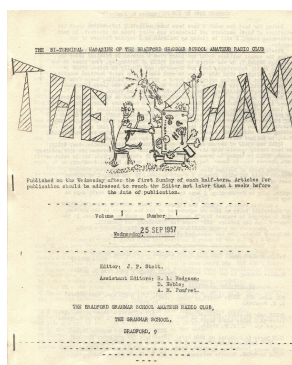 THE BI-TERMINAL MAGAZINE OF THE BRADFORD GRAMMAR SCHOOL AMATEUR RADIO CLUB
THE HAM
Published on the Wednesday after the first Sunday of each half-term. Articles for
publication should be addressed to reach the Editor not later than 4 weeks before
the date of publication.
Volume 1 Number 1
Wednesday 25 SEP 1957
Editor: J. P. Stott.
Assistant Editors: R. L. Hodgson;
D. Noble;
A. M. Pomfret.
THE BRADFORD GRAMMAR SCHOOL AMATEUR RADIO CLUB,
THE GRAMMAR SCHOOL,
BRADFORD, 9